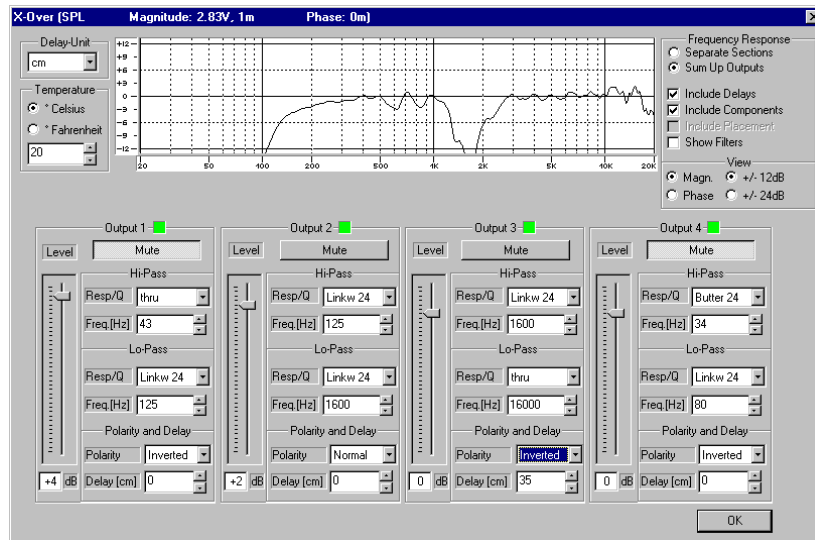 X-Over (SPL Magnitude: 2.83V, 1m Phase: 0m)
Delay-Unit
cm
Temperature
° Celsius
° Fahrenheit
20
+12
+9
+6
+3
0
-3
-6
-9
-12
20 50 100 200 500 1K 2K 5K 10K 20K
Frequency Response
Separate Sections
Sum Up Outputs
Include Delays
Include Components
Include Placement
Show Filters
View
Magn. +/- 12dB
Phase +/- 24dB
Output 1
Level Mute
Hi-Pass
Resp/Q thru
Freq.[Hz] 43
Lo-Pass
Resp/Q Linkw 24
Freq.[Hz] 125
Polarity and Delay
Polarity Inverted
+4 dB Delay [cm] 0
Output 2
Level Mute
Hi-Pass
Resp/Q Linkw 24
Freq.[Hz] 125
Lo-Pass
Resp/Q Linkw 24
Freq.[Hz] 1600
Polarity and Delay
Polarity Normal
+2 dB Delay [cm] 0
Output 3
Level Mute
Hi-Pass
Resp/Q Linkw 24
Freq.[Hz] 1600
Lo-Pass
Resp/Q thru
Freq.[Hz] 16000
Polarity and Delay
Polarity Inverted
0 dB Delay [cm] 35
Output 4
Level Mute
Hi-Pass
Resp/Q Butter 24
Freq.[Hz] 34
Lo-Pass
Resp/Q Linkw 24
Freq.[Hz] 80
Polarity and Delay
Polarity Inverted
0 dB Delay [cm] 0
OK